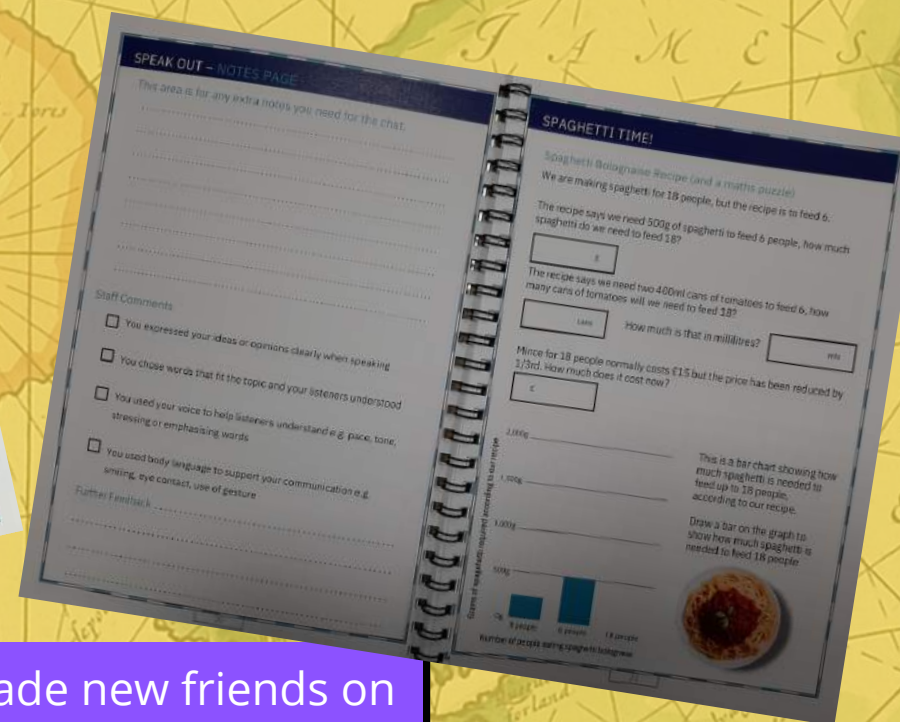 J A M E S
SPEAK OUT – NOTES PAGE
This area is for any extra notes you need for the chat.
Staff Comments
You expressed your ideas or opinions clearly when speaking
You chose words that fit the topic and your listeners understood
You used your voice to help listeners understand e.g. pace, tone,
stressing or emphasising words
You used body language to support your communication e.g.
smiling, eye contact, use of gesture
Further Feedback
SPAGHETTI TIME!
Spaghetti Bolognaise Recipe (and a maths puzzle)
We are making spaghetti for 18 people, but the recipe is to feed 6.
The recipe says we need 500g of spaghetti to feed 6 people, how much
spaghetti do we need to feed 18?
g
The recipe says we need two 400ml cans of tomatoes to feed 6, how
many cans of tomatoes will we need to feed 18?
cans
How much is that in millilitres?
mls
Mince for 18 people normally costs £15 but the price has been reduced by
1/3rd. How much does it cost now?
£
2,000g
1,500g
1,000g
500g
0g
3 people
6 people
18 people
Number of people eating spaghetti bolognaise
Grams of spaghetti required according to our recipe
This is a bar chart showing how
much spaghetti is needed to
feed up to 18 people,
according to our recipe.
Draw a bar on the graph to
show how much spaghetti is
needed to feed 18 people
21
ade new friends on